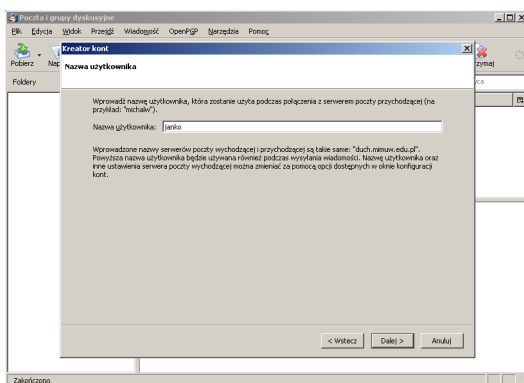 Poczta i grupy dyskusyjne
Plik Edycja Widok Przejdź Wiadomość OpenPGP Narzędzia Pomoc
Pobierz
Foldery
Kreator kont
Nazwa użytkownika
Wprowadź nazwę użytkownika, która zostanie użyta podczas połączenia z serwerem poczty przychodzącej (na
przykład: "michalw").
Nazwa użytkownika: janko
Wprowadzone nazwy serwerów poczty wychodzącej i przychodzącej są takie same: "duch.mimuw.edu.pl".
Powyższa nazwa użytkownika będzie używana również podczas wysyłania wiadomości. Nazwę użytkownika oraz
inne ustawienia serwera poczty wychodzącej można zmieniać za pomocą opcji dostępnych w oknie konfiguracji
kont.
< Wstecz Dalej > Anuluj
Zakończono